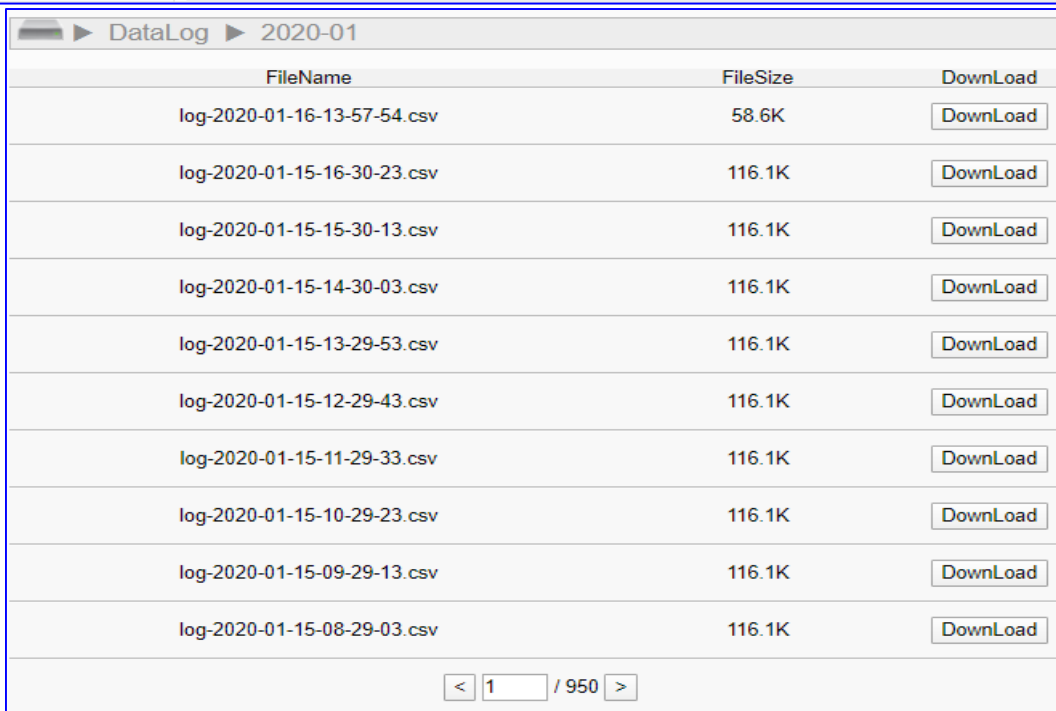 DataLog 2020-01
FileName FileSize DownLoad
log-2020-01-16-13-57-54.csv 58.6K DownLoad
log-2020-01-15-16-30-23.csv 116.1K DownLoad
log-2020-01-15-15-30-13.csv 116.1K DownLoad
log-2020-01-15-14-30-03.csv 116.1K DownLoad
log-2020-01-15-13-29-53.csv 116.1K DownLoad
log-2020-01-15-12-29-43.csv 116.1K DownLoad
log-2020-01-15-11-29-33.csv 116.1K DownLoad
log-2020-01-15-10-29-23.csv 116.1K DownLoad
log-2020-01-15-09-29-13.csv 116.1K DownLoad
log-2020-01-15-08-29-03.csv 116.1K DownLoad
< 1 / 950 >